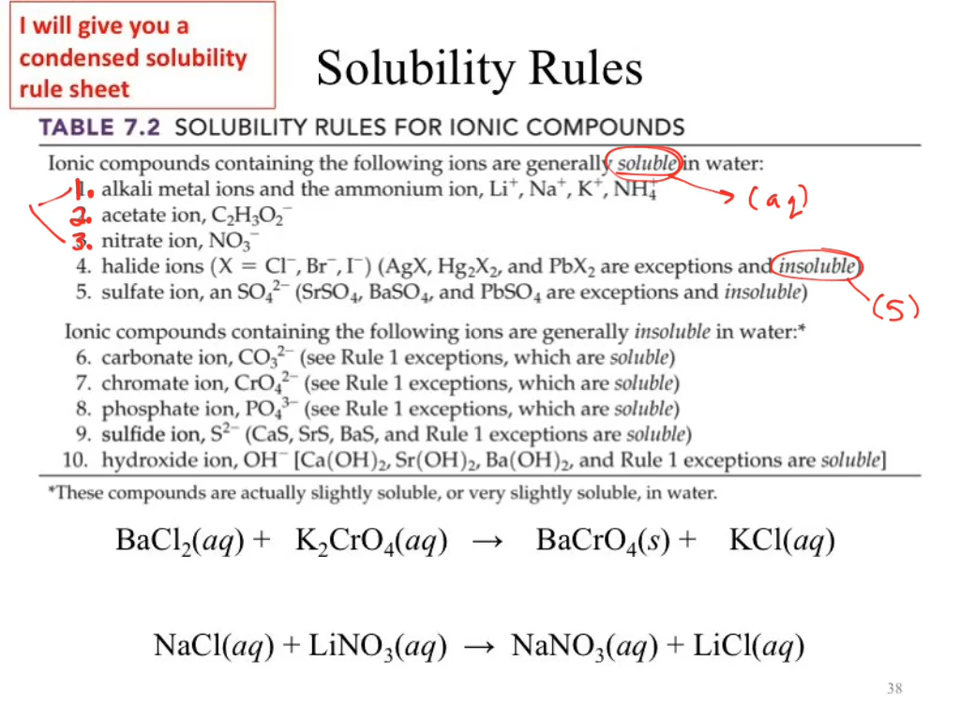 I will give you a
condensed solubility
rule sheet
Solubility Rules
TABLE 7.2 SOLUBILITY RULES FOR IONIC COMPOUNDS
Ionic compounds containing the following ions are generally soluble in water:
1. alkali metal ions and the ammonium ion, Li⁺, Na⁺, K⁺, NH₄⁺
(aq)
2. acetate ion, C₂H₃O₂⁻
3. nitrate ion, NO₃⁻
4. halide ions (X = Cl⁻, Br⁻, I⁻) (AgX, Hg₂X₂, and PbX₂ are exceptions and insoluble)
5. sulfate ion, an SO₄²⁻ (SrSO₄, BaSO₄, and PbSO₄ are exceptions and insoluble)
(s)
Ionic compounds containing the following ions are generally insoluble in water:*
6. carbonate ion, CO₃²⁻ (see Rule 1 exceptions, which are soluble)
7. chromate ion, CrO₄²⁻ (see Rule 1 exceptions, which are soluble)
8. phosphate ion, PO₄³⁻ (see Rule 1 exceptions, which are soluble)
9. sulfide ion, S²⁻ (CaS, SrS, BaS, and Rule 1 exceptions are soluble)
10. hydroxide ion, OH⁻ [Ca(OH)₂, Sr(OH)₂, Ba(OH)₂, and Rule 1 exceptions are soluble]
*These compounds are actually slightly soluble, or very slightly soluble, in water.
BaCl₂(aq) + K₂CrO₄(aq) → BaCrO₄(s) + KCl(aq)
NaCl(aq) + LiNO₃(aq) → NaNO₃(aq) + LiCl(aq)
38